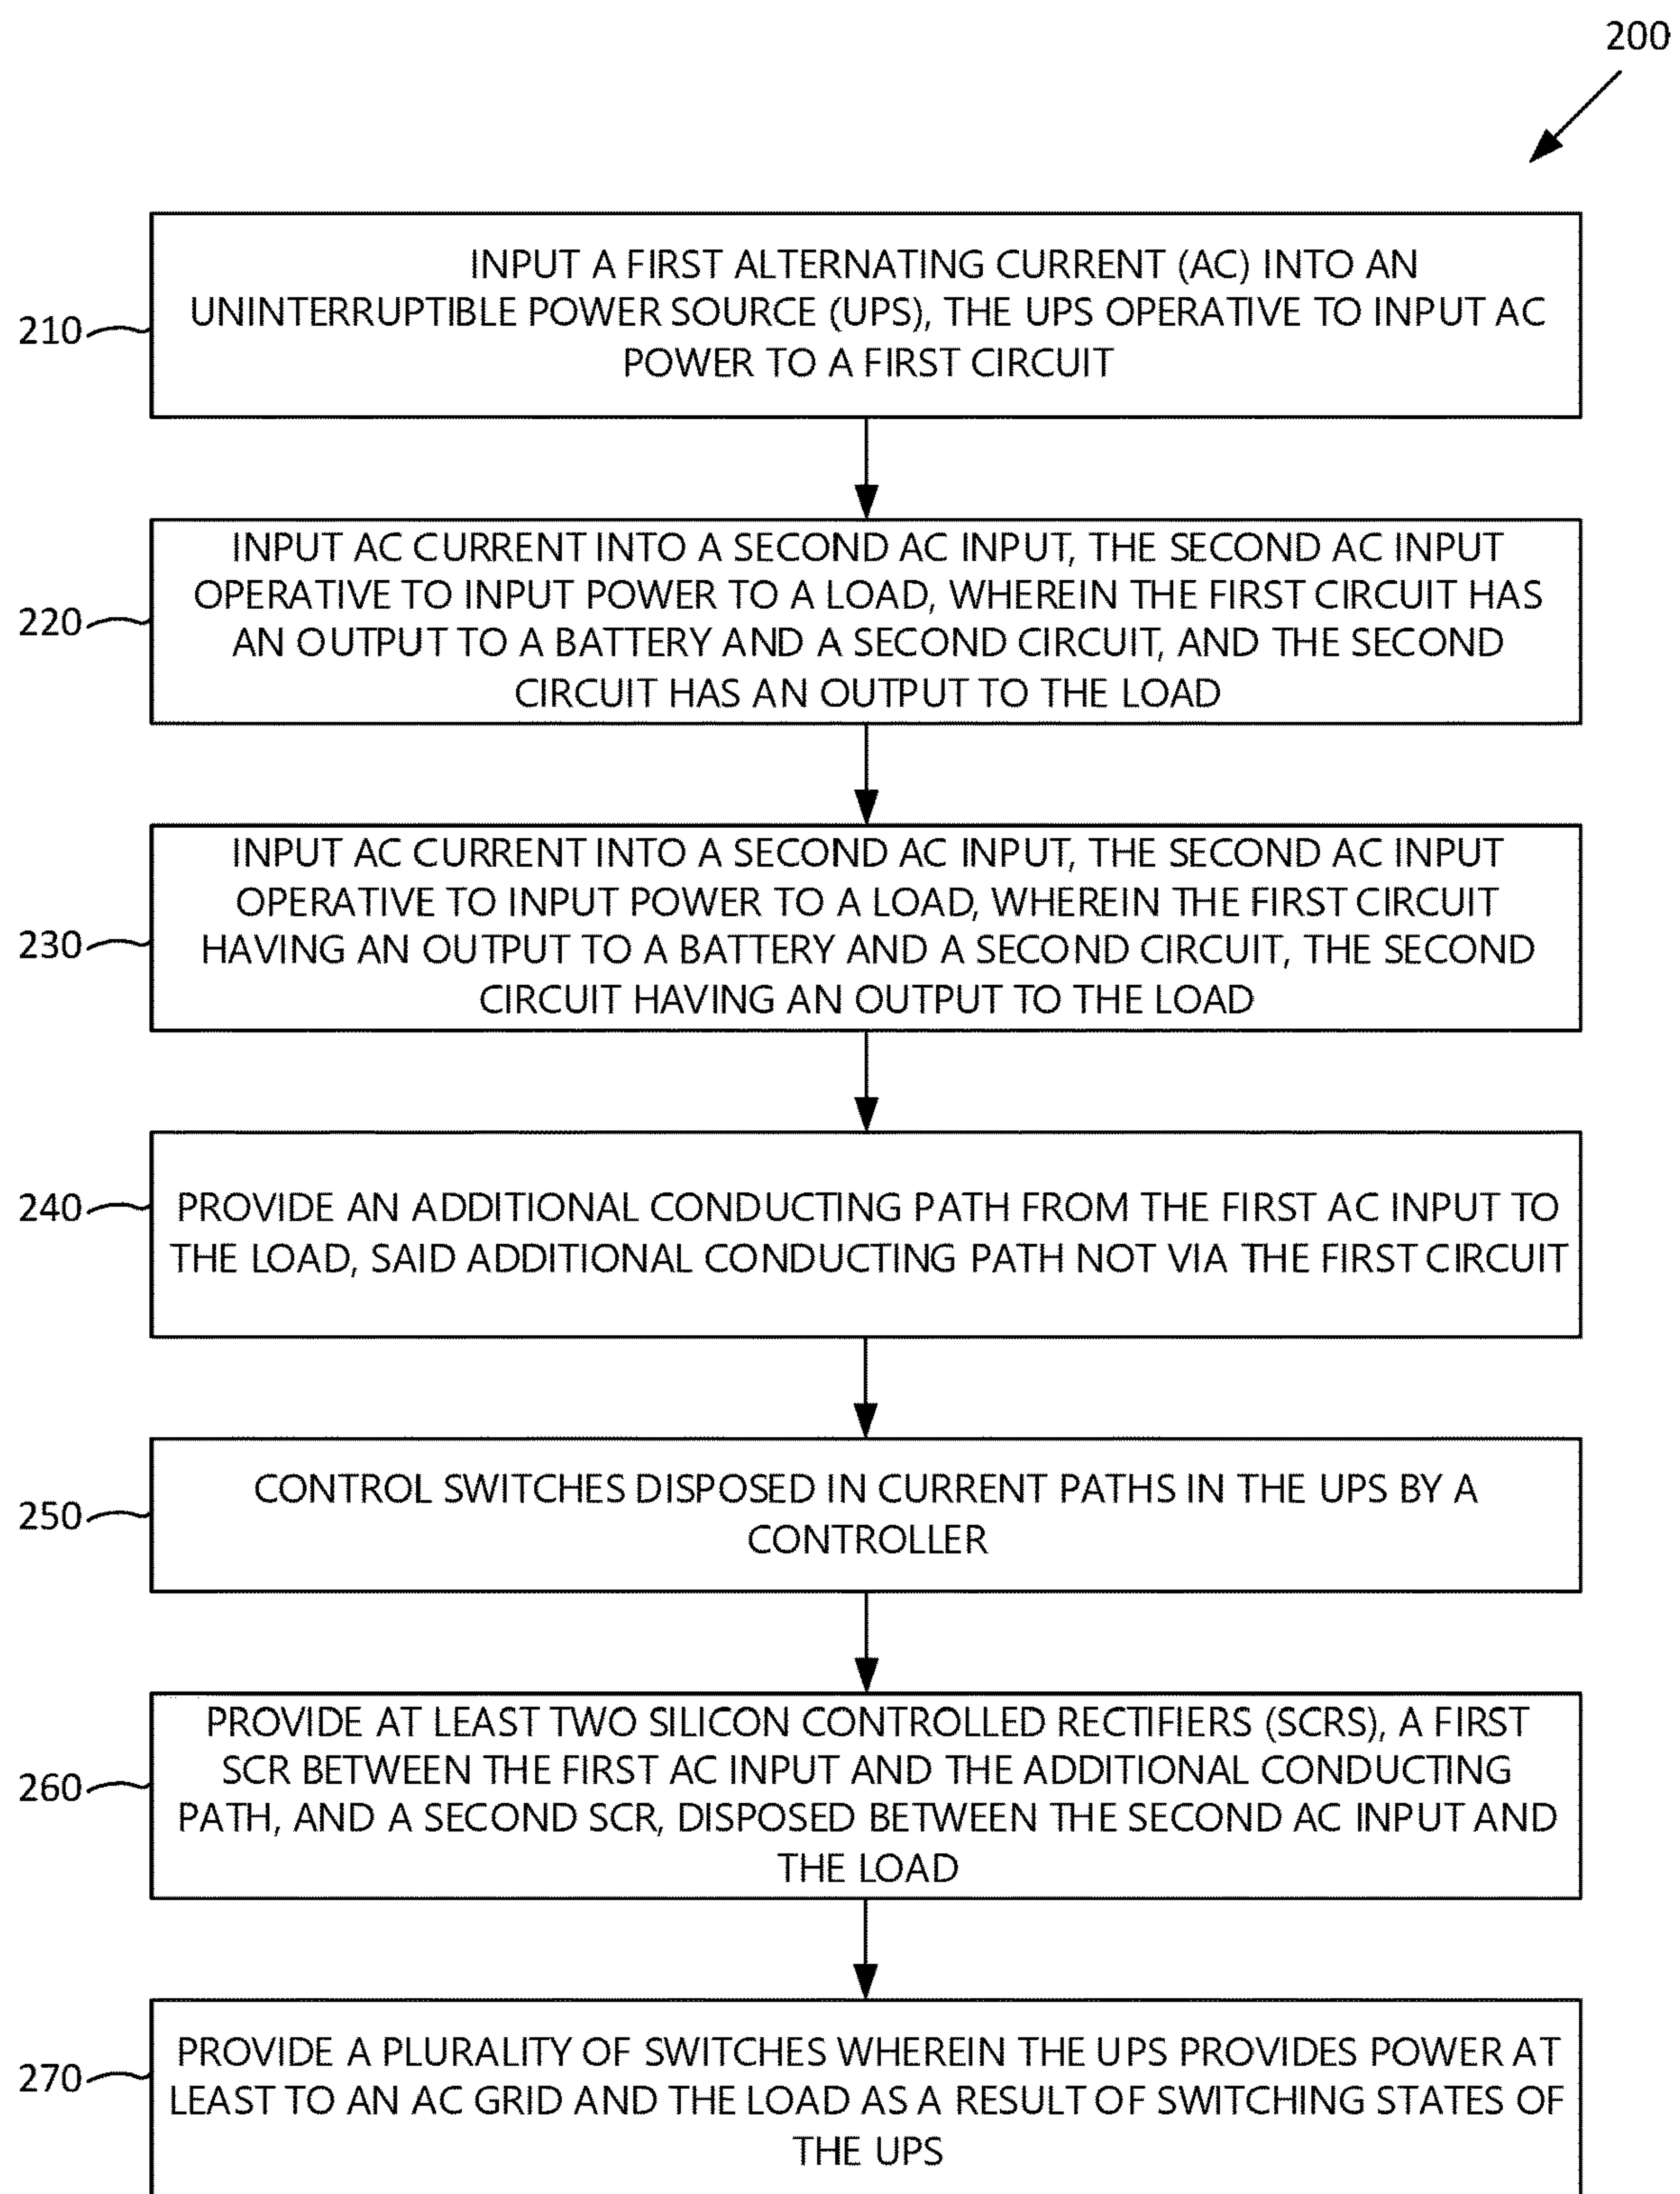 200
INPUT A FIRST ALTERNATING CURRENT (AC) INTO AN
UNINTERRUPTIBLE POWER SOURCE (UPS), THE UPS OPERATIVE TO INPUT AC
POWER TO A FIRST CIRCUIT
210
INPUT AC CURRENT INTO A SECOND AC INPUT, THE SECOND AC INPUT
OPERATIVE TO INPUT POWER TO A LOAD, WHEREIN THE FIRST CIRCUIT HAS
AN OUTPUT TO A BATTERY AND A SECOND CIRCUIT, AND THE SECOND
CIRCUIT HAS AN OUTPUT TO THE LOAD
220
INPUT AC CURRENT INTO A SECOND AC INPUT, THE SECOND AC INPUT
OPERATIVE TO INPUT POWER TO A LOAD, WHEREIN THE FIRST CIRCUIT
HAVING AN OUTPUT TO A BATTERY AND A SECOND CIRCUIT, THE SECOND
CIRCUIT HAVING AN OUTPUT TO THE LOAD
230
PROVIDE AN ADDITIONAL CONDUCTING PATH FROM THE FIRST AC INPUT TO
THE LOAD, SAID ADDITIONAL CONDUCTING PATH NOT VIA THE FIRST CIRCUIT
240
CONTROL SWITCHES DISPOSED IN CURRENT PATHS IN THE UPS BY A
CONTROLLER
250
PROVIDE AT LEAST TWO SILICON CONTROLLED RECTIFIERS (SCRS), A FIRST
SCR BETWEEN THE FIRST AC INPUT AND THE ADDITIONAL CONDUCTING
PATH, AND A SECOND SCR, DISPOSED BETWEEN THE SECOND AC INPUT AND
THE LOAD
260
PROVIDE A PLURALITY OF SWITCHES WHEREIN THE UPS PROVIDES POWER AT
LEAST TO AN AC GRID AND THE LOAD AS A RESULT OF SWITCHING STATES OF
THE UPS
270